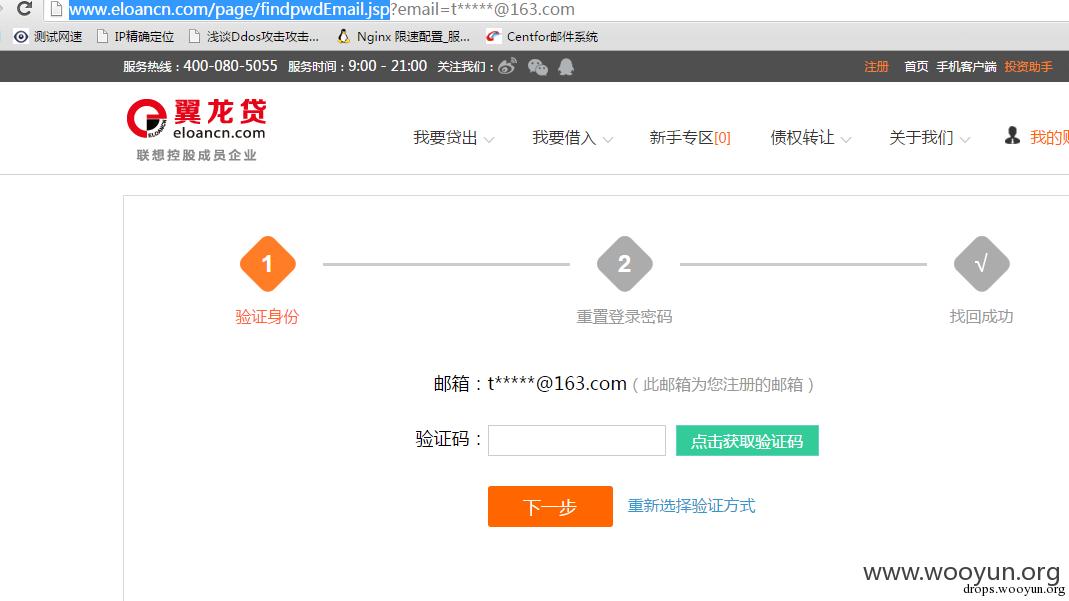 www.eloancn.com/page/findpwdEmail.jsp?email=t*****@163.com
测试网速 IP精确定位 浅谈Ddos攻击攻击... Nginx 限速配置_服... Centfor邮件系统
服务热线：400-080-5055 服务时间：9:00 - 21:00 关注我们： 注册 首页 手机客户端 投资助手
翼龙贷
eloancn.com
联想控股成员企业
我要贷出 我要借入 新手专区[0] 债权转让 关于我们 我的账
1 2 √
验证身份 重置登录密码 找回成功
邮箱：t*****@163.com（此邮箱为您注册的邮箱）
验证码： 点击获取验证码
下一步 重新选择验证方式
www.wooyun.org
drops.wooyun.org